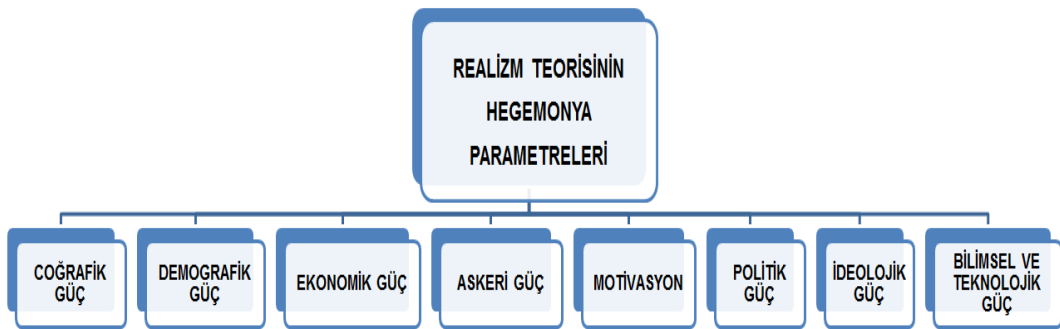 REALİZM TEORİSİNİN
HEGEMONYA
PARAMETRELERİ
COĞRAFİK
GÜÇ
DEMOGRAFİK
GÜÇ
EKONOMİK GÜÇ
ASKERİ GÜÇ
MOTİVASYON
POLİTİK
GÜÇ
İDEOLOJİK
GÜÇ
BİLİMSEL VE
TEKNOLOJİK
GÜÇ